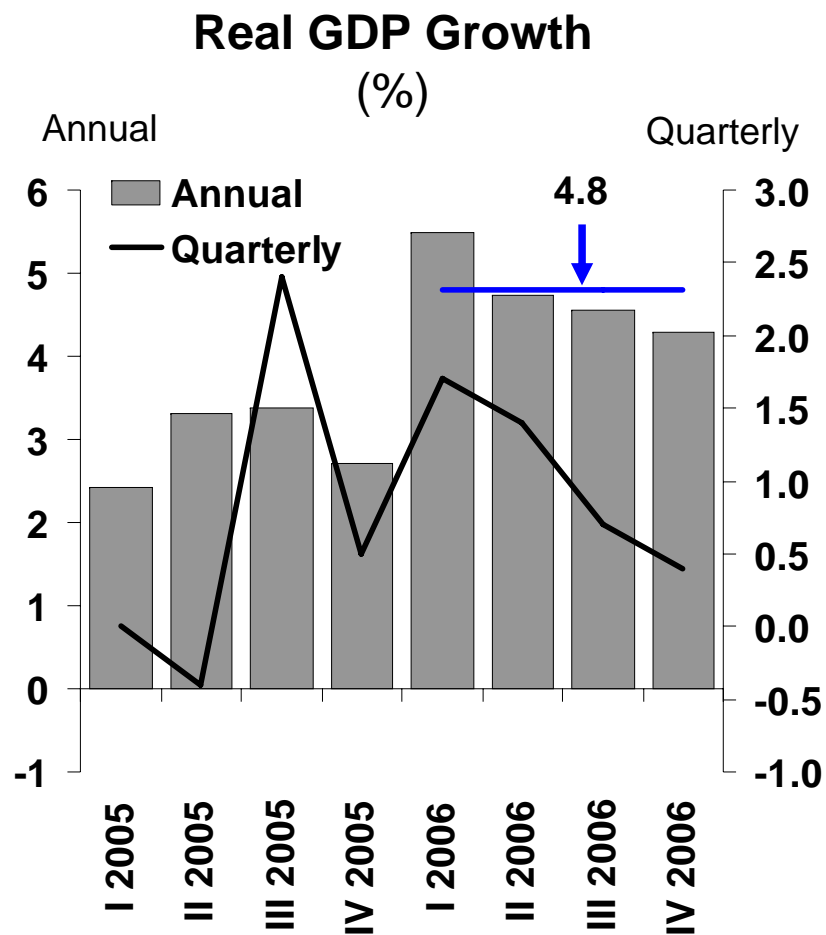 Real GDP Growth
(%)
Annual
Quarterly
Annual
Quarterly
4.8
6
5
4
3
2
1
0
-1
3.0
2.5
2.0
1.5
1.0
0.5
0.0
-0.5
-1.0
I 2005
II 2005
III 2005
IV 2005
I 2006
II 2006
III 2006
IV 2006